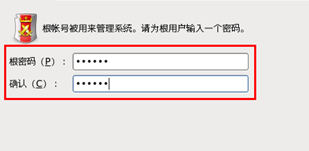 根帐号被用来管理系统。请为根用户输入一个密码。
根密码（P）： ••••••
确认（C）： ••••••